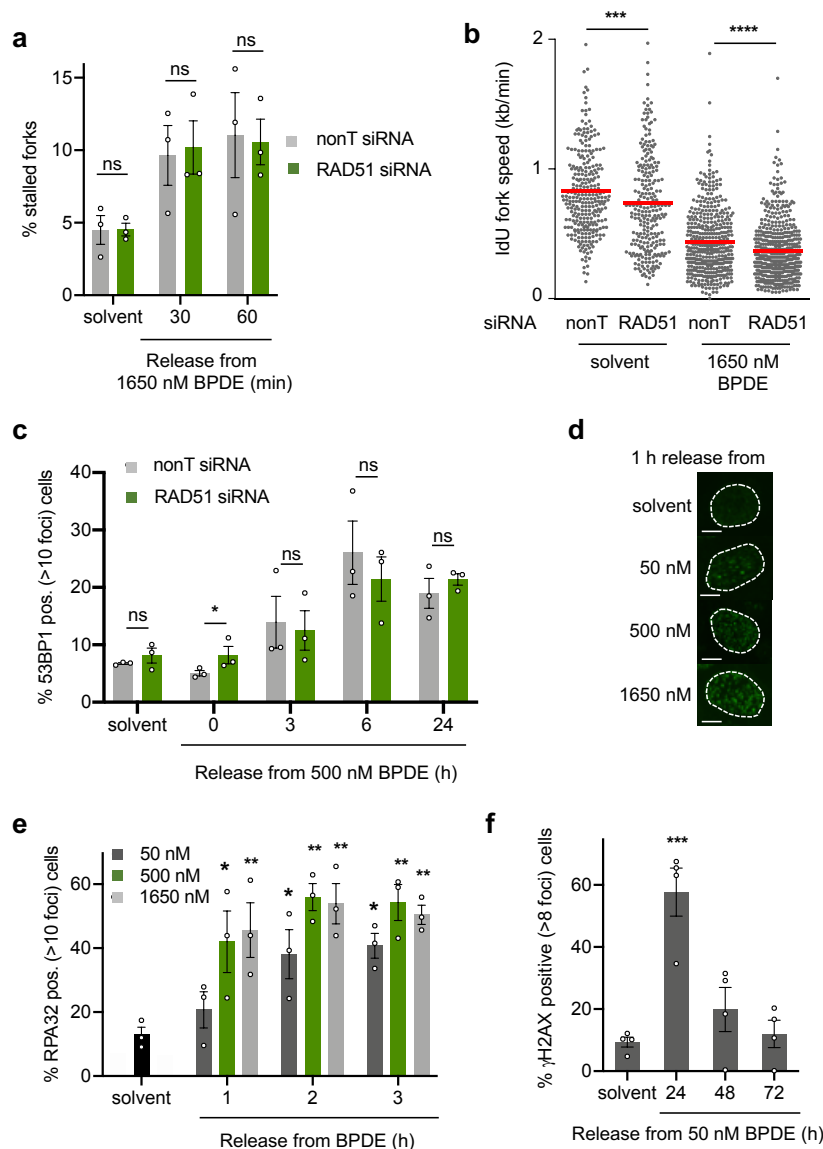 a
ns
ns
ns
15
10
5
0
% stalled forks
nonT siRNA
RAD51 siRNA
solvent 30 60
Release from
1650 nM BPDE (min)
b
*** ****
2
1
0
IdU fork speed (kb/min)
siRNA nonT RAD51 nonT RAD51
solvent 1650 nM
BPDE
c
nonT siRNA
RAD51 siRNA
40
30
20
10
0
% 53BP1 pos. (>10 foci) cells
ns * ns ns ns
solvent 0 3 6 24
Release from 500 nM BPDE (h)
d
1 h release from
solvent
50 nM
500 nM
1650 nM
e
50 nM
500 nM
1650 nM
60
40
20
0
% RPA32 pos. (>10 foci) cells
* ** * ** ** * ** **
solvent 1 2 3
Release from BPDE (h)
f
***
80
60
40
20
0
% γH2AX positive (>8 foci) cells
solvent 24 48 72
Release from 50 nM BPDE (h)